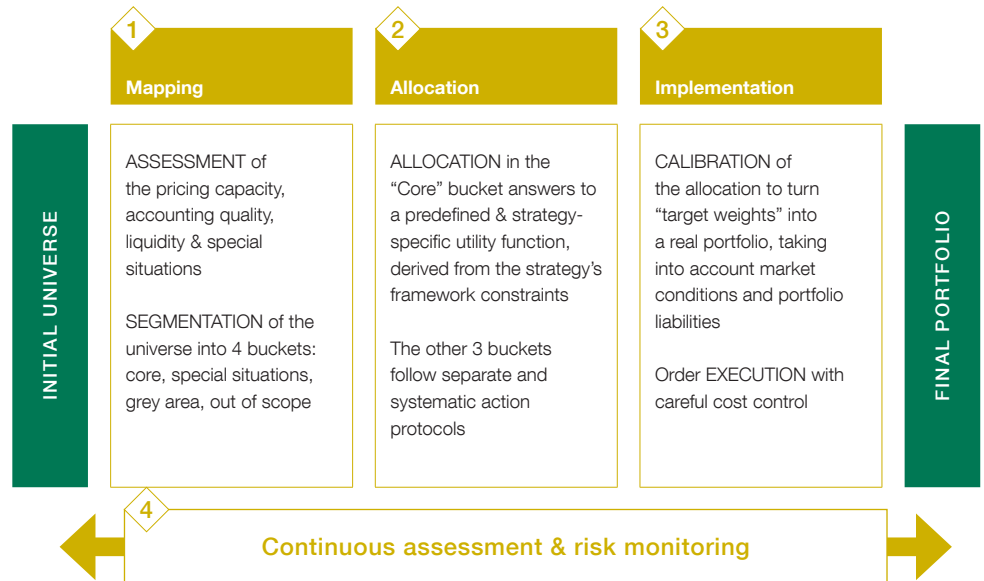 1
Mapping
2
Allocation
3
Implementation
INITIAL UNIVERSE
ASSESSMENT of
the pricing capacity,
accounting quality,
liquidity & special
situations
SEGMENTATION of the
universe into 4 buckets:
core, special situations,
grey area, out of scope
ALLOCATION in the
“Core” bucket answers to
a predefined & strategy-
specific utility function,
derived from the strategy’s
framework constraints
The other 3 buckets
follow separate and
systematic action
protocols
CALIBRATION of
the allocation to turn
“target weights” into
a real portfolio, taking
into account market
conditions and portfolio
liabilities
Order EXECUTION with
careful cost control
FINAL PORTFOLIO
4
Continuous assessment & risk monitoring